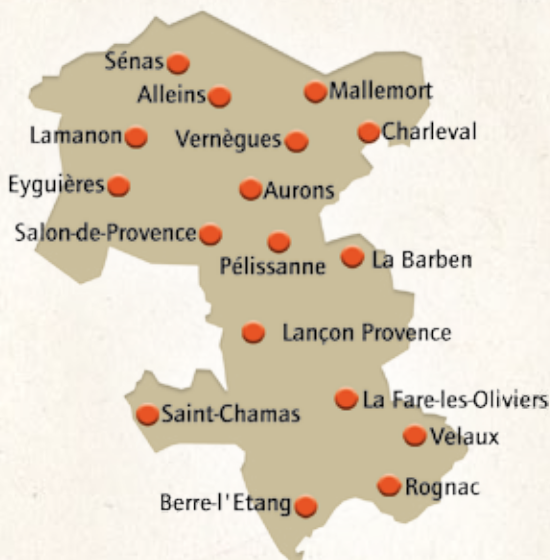 Sénas
Alleins
Mallemort
Lamanon
Vernègues
Charleval
Eyguières
Aurons
Salon-de-Provence
Pélissanne
La Barben
Lançon Provence
Saint-Chamas
La Fare-les-Oliviers
Velaux
Berre-l'Etang
Rognac